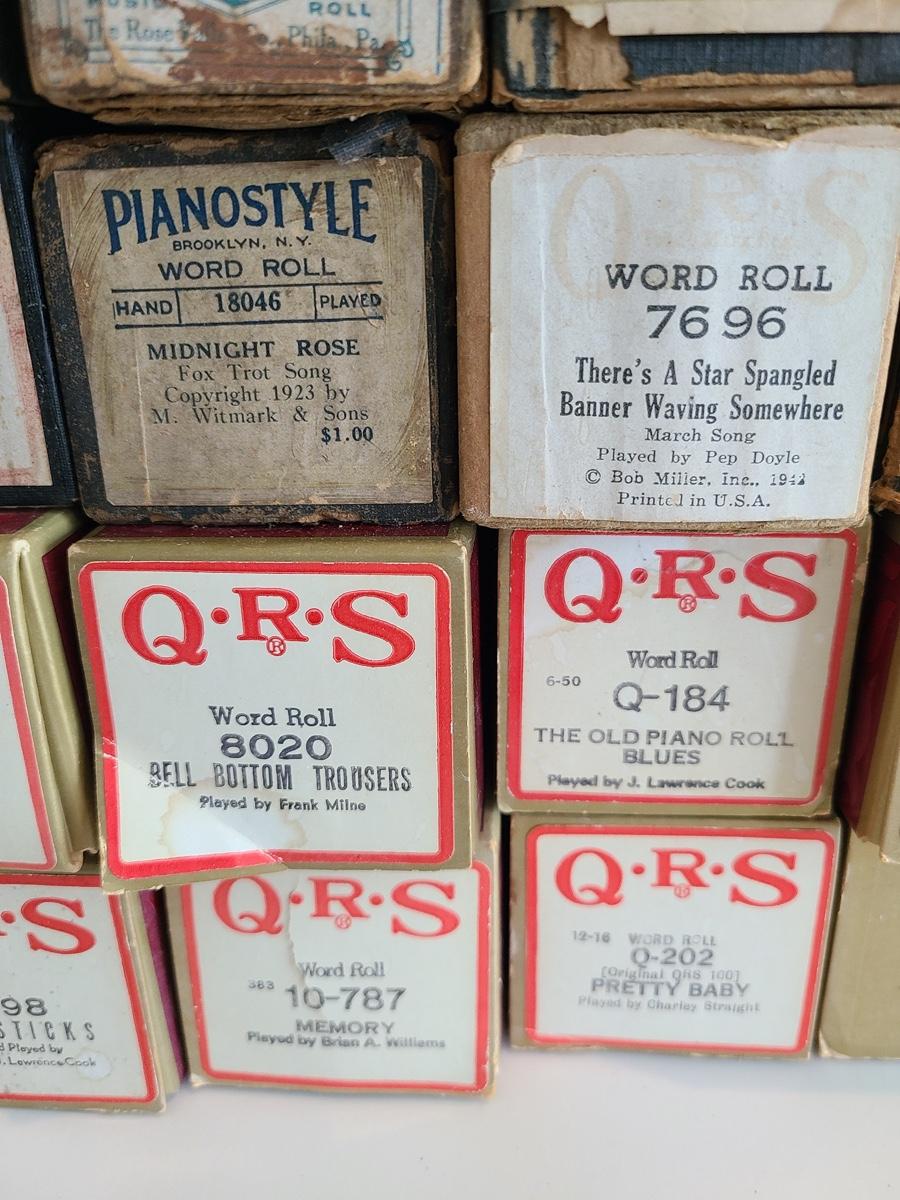 ROLL
The Rose Co., Phila., Pa.
PIANOSTYLE
BROOKLYN, N.Y.
WORD ROLL
HAND 18046 PLAYED
MIDNIGHT ROSE
Fox Trot Song
Copyright 1923 by
M. Witmark & Sons
$1.00
Q.R.S
WORD ROLL
7696
There's A Star Spangled
Banner Waving Somewhere
March Song
Played by Pep Doyle
© Bob Miller, Inc., 1942
Printed in U.S.A.
Q·R·S
®
Word Roll
8020
BELL BOTTOM TROUSERS
Played by Frank Milne
Q·R·S
®
Word Roll
6-50 Q-184
THE OLD PIANO ROLL
BLUES
Played by J. Lawrence Cook
·S
98
STICKS
Played by
J. Lawrence Cook
Q·R·S
®
Word Roll
383 10-787
MEMORY
Played by Brian A. Williams
Q·R·S
®
12-16 WORD ROLL
Q-202
[Original QRS 100]
PRETTY BABY
Played by Charley Straight